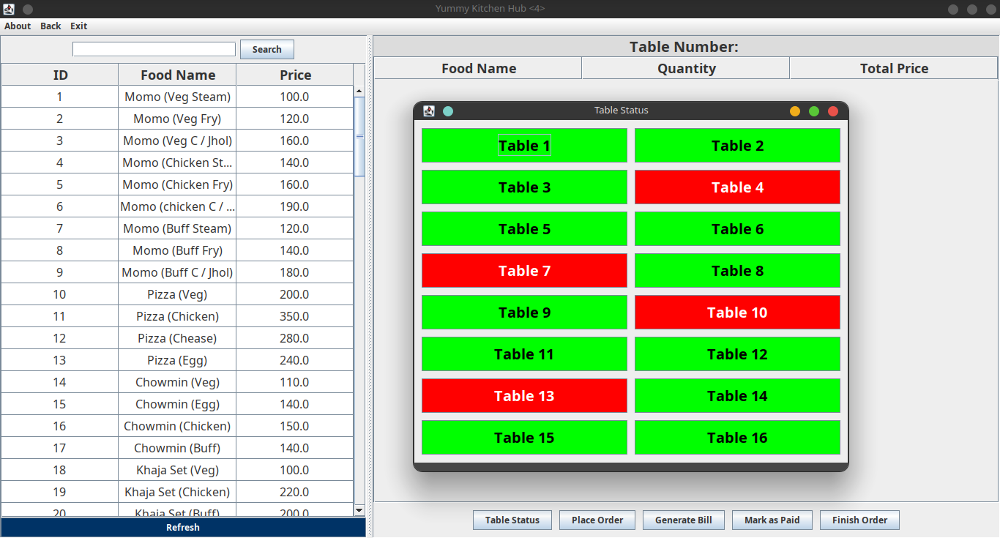 Yummy Kitchen Hub <4>
About Back Exit
Search
ID Food Name Price
1 Momo (Veg Steam) 100.0
2 Momo (Veg Fry) 120.0
3 Momo (Veg C / Jhol) 160.0
4 Momo (Chicken St... 140.0
5 Momo (Chicken Fry) 160.0
6 Momo (chicken C / ... 190.0
7 Momo (Buff Steam) 120.0
8 Momo (Buff Fry) 140.0
9 Momo (Buff C / Jhol) 180.0
10 Pizza (Veg) 200.0
11 Pizza (Chicken) 350.0
12 Pizza (Chease) 280.0
13 Pizza (Egg) 240.0
14 Chowmin (Veg) 110.0
15 Chowmin (Egg) 140.0
16 Chowmin (Chicken) 150.0
17 Chowmin (Buff) 140.0
18 Khaja Set (Veg) 100.0
19 Khaja Set (Chicken) 220.0
20 Khaja Set (Buff) 200.0
Refresh
Table Number:
Food Name Quantity Total Price
Table Status
Table 1 Table 2
Table 3 Table 4
Table 5 Table 6
Table 7 Table 8
Table 9 Table 10
Table 11 Table 12
Table 13 Table 14
Table 15 Table 16
Table Status Place Order Generate Bill Mark as Paid Finish Order